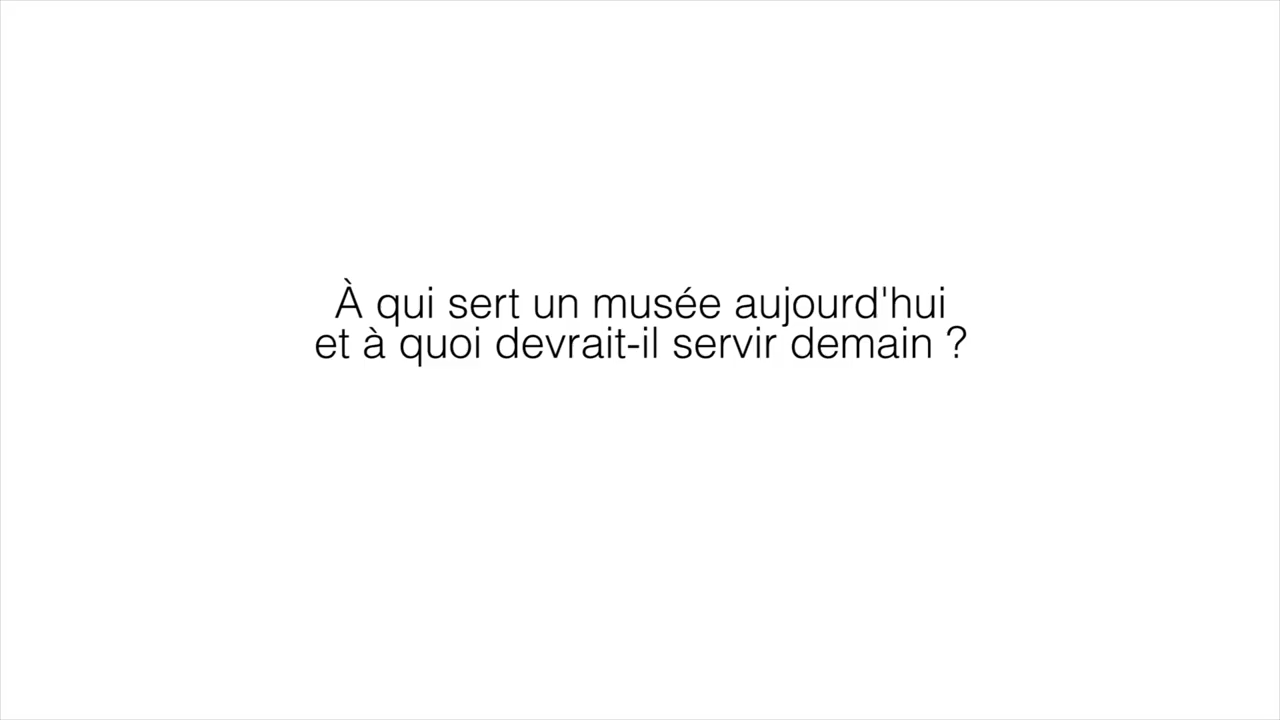 À qui sert un musée aujourd'hui
et à quoi devrait-il servir demain ?